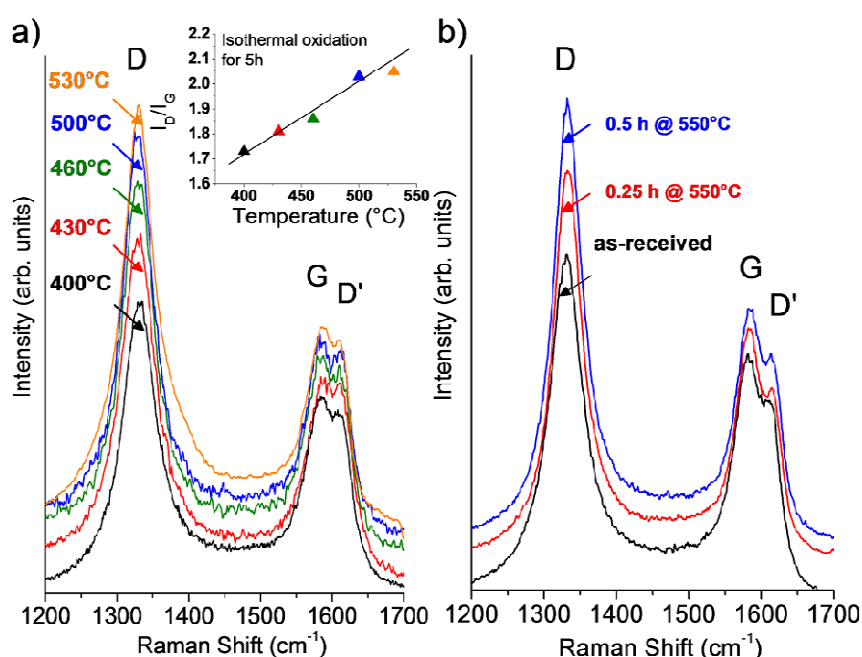 a)
D
530°C
500°C
460°C
430°C
400°C
G
D'
Intensity (arb. units)
1200 1300 1400 1500 1600 1700
Raman Shift (cm⁻¹)
Isothermal oxidation
for 5h
I_D/I_G
2.2
2.1
2.0
1.9
1.8
1.7
1.6
400 450 500 550
Temperature (°C)
b)
D
0.5 h @ 550°C
0.25 h @ 550°C
as-received
G
D'
Intensity (arb. units)
1200 1300 1400 1500 1600 1700
Raman Shift (cm⁻¹)